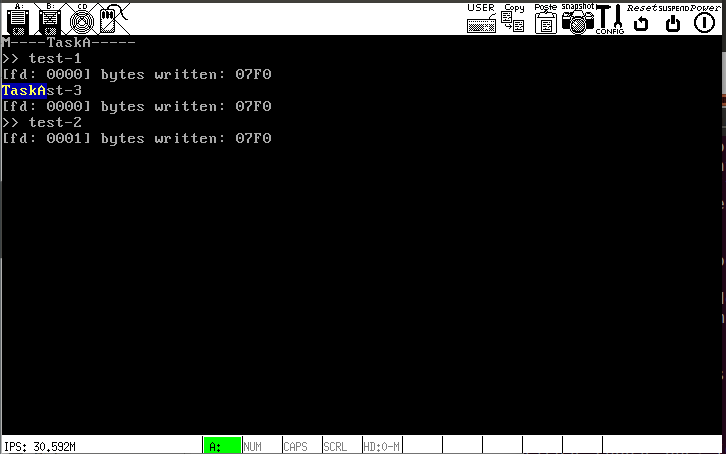 A: B: CD USER Copy Paste snapshot Reset SUSPEND Power
CONFIG
M----TaskA-----
>> test-1
[fd: 0000] bytes written: 07F0
TaskAst-3
[fd: 0000] bytes written: 07F0
>> test-2
[fd: 0001] bytes written: 07F0
IPS: 30.592M A: NUM CAPS SCRL HD:0-M